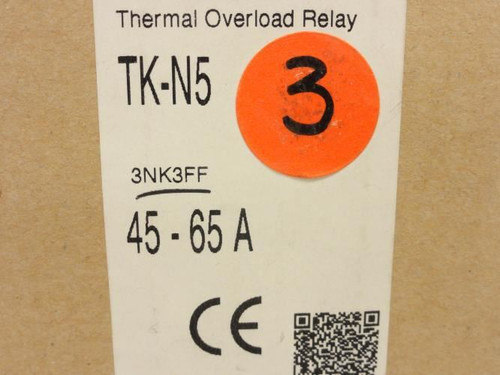 Thermal Overload Relay
TK-N5
3
3NK3FF
45 - 65 A
CE